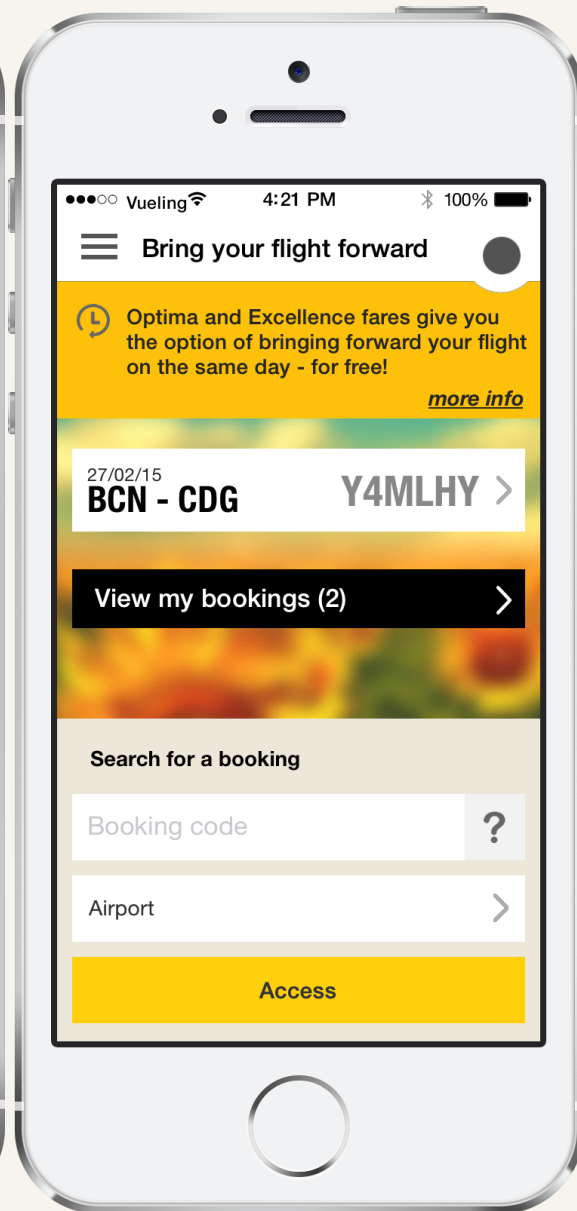 Vueling 4:21 PM 100%
Bring your flight forward
Optima and Excellence fares give you
the option of bringing forward your flight
on the same day - for free!
more info
27/02/15
BCN - CDG Y4MLHY
View my bookings (2)
Search for a booking
Booking code ?
Airport
Access